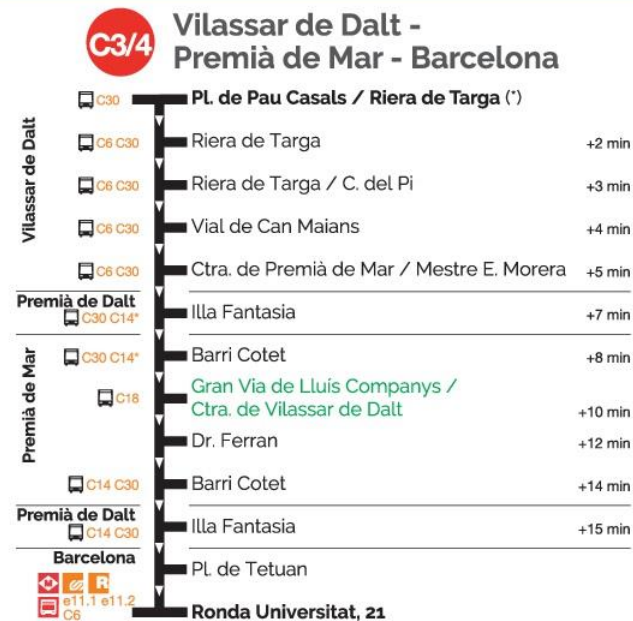 C3/4
Vilassar de Dalt -
Premià de Mar - Barcelona
Vilassar de Dalt
C30 Pl. de Pau Casals / Riera de Targa (*)
C6 C30 Riera de Targa +2 min
C6 C30 Riera de Targa / C. del Pi +3 min
C6 C30 Vial de Can Maians +4 min
C6 C30 Ctra. de Premià de Mar / Mestre E. Morera +5 min
Premià de Dalt
C30 C14* Illa Fantasia +7 min
Premià de Mar
C30 C14* Barri Cotet +8 min
Gran Via de Lluís Companys /
C18 Ctra. de Vilassar de Dalt +10 min
Dr. Ferran +12 min
C14 C30 Barri Cotet +14 min
Premià de Dalt
C14 C30 Illa Fantasia +15 min
Barcelona
Pl. de Tetuan
M R
e11.1 e11.2
C6 Ronda Universitat, 21